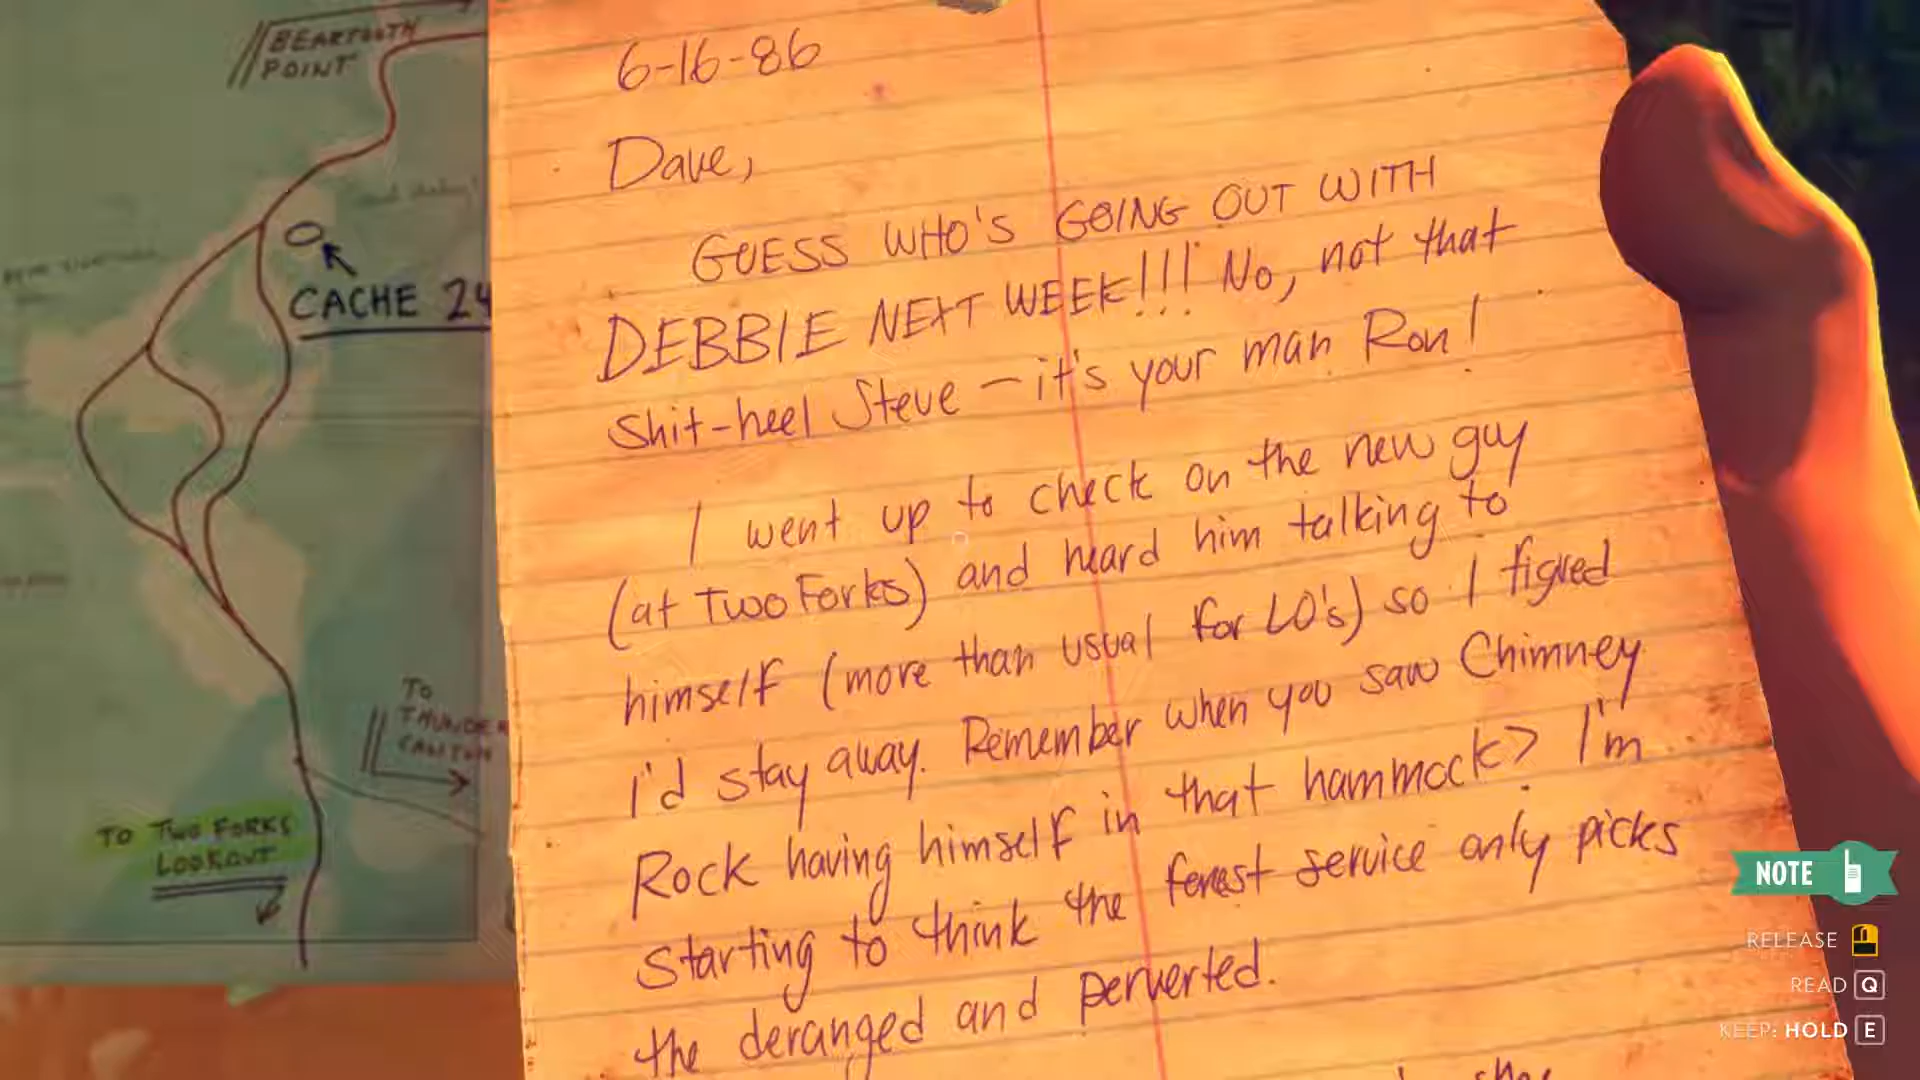 BEARTOOTH
POINT
CACHE 24
TO
THUNDER
CANYON
TO TWO FORKS
LOOKOUT
6-16-86
Dave,
GUESS WHO'S GOING OUT WITH
DEBBIE NEXT WEEK!!! No, not that
Shit-heel Steve - it's your man Ron!
I went up to check on the new guy
(at Two Forks) and heard him talking to
himself (more than usual for LO's) so I figred
I'd stay away. Remember when you saw Chimney
Rock having himself in that hammock? I'm
starting to think the forest service only picks
the deranged and perverted.
NOTE
RELEASE
READ Q
KEEP: HOLD E